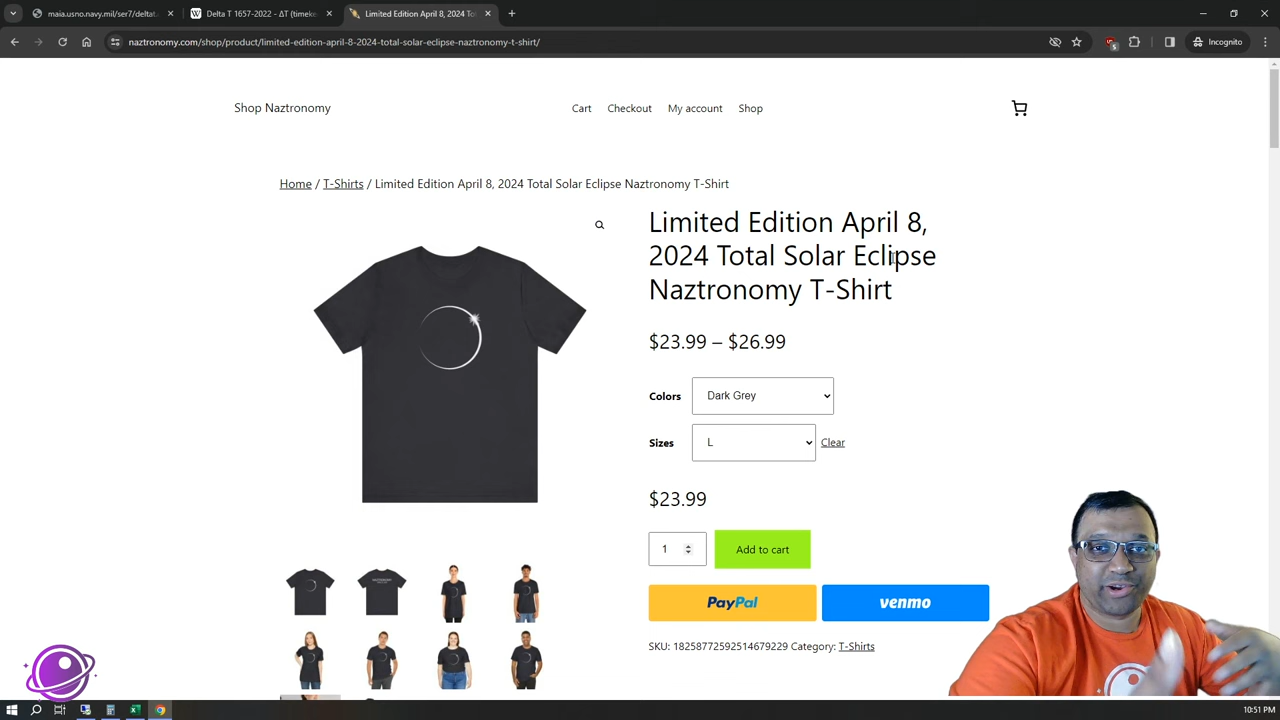 maia.usno.navy.mil/ser7/deltat.
Delta T 1657-2022 - ΔT (timeke
Limited Edition April 8, 2024 To
naztronomy.com/shop/product/limited-edition-april-8-2024-total-solar-eclipse-naztronomy-t-shirt/
Incognito
Shop Naztronomy
Cart
Checkout
My account
Shop
Home / T-Shirts / Limited Edition April 8, 2024 Total Solar Eclipse Naztronomy T-Shirt
Limited Edition April 8,
2024 Total Solar Eclipse
Naztronomy T-Shirt
$23.99 – $26.99
Colors
Dark Grey
Sizes
L
Clear
$23.99
1
Add to cart
PayPal
venmo
SKU: 18258772592514679229 Category: T-Shirts
10:51 PM